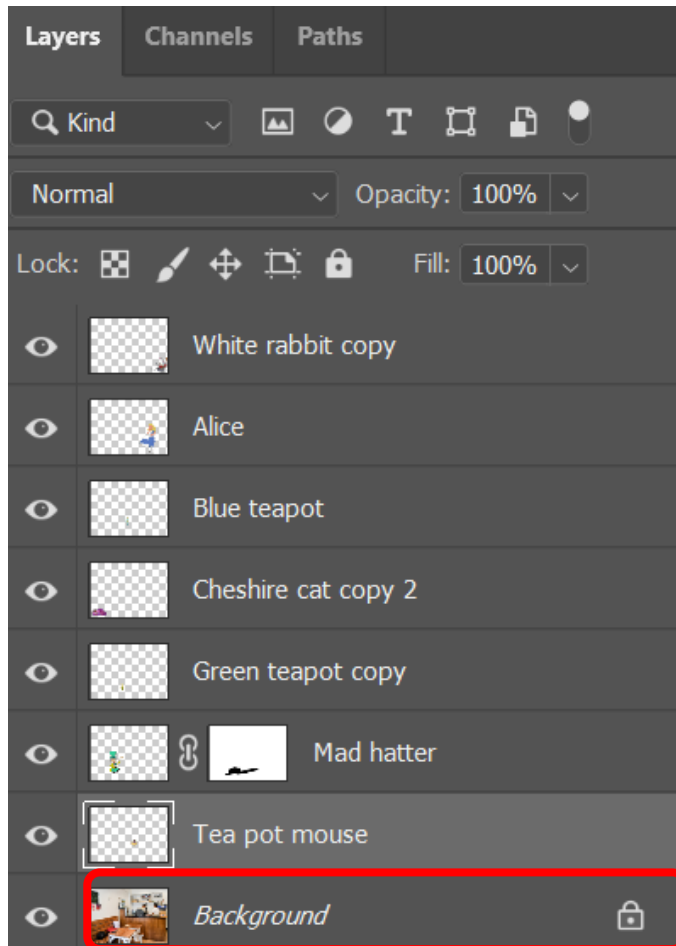 Layers Channels Paths
Kind
Normal Opacity: 100%
Lock: Fill: 100%
White rabbit copy
Alice
Blue teapot
Cheshire cat copy 2
Green teapot copy
Mad hatter
Tea pot mouse
Background